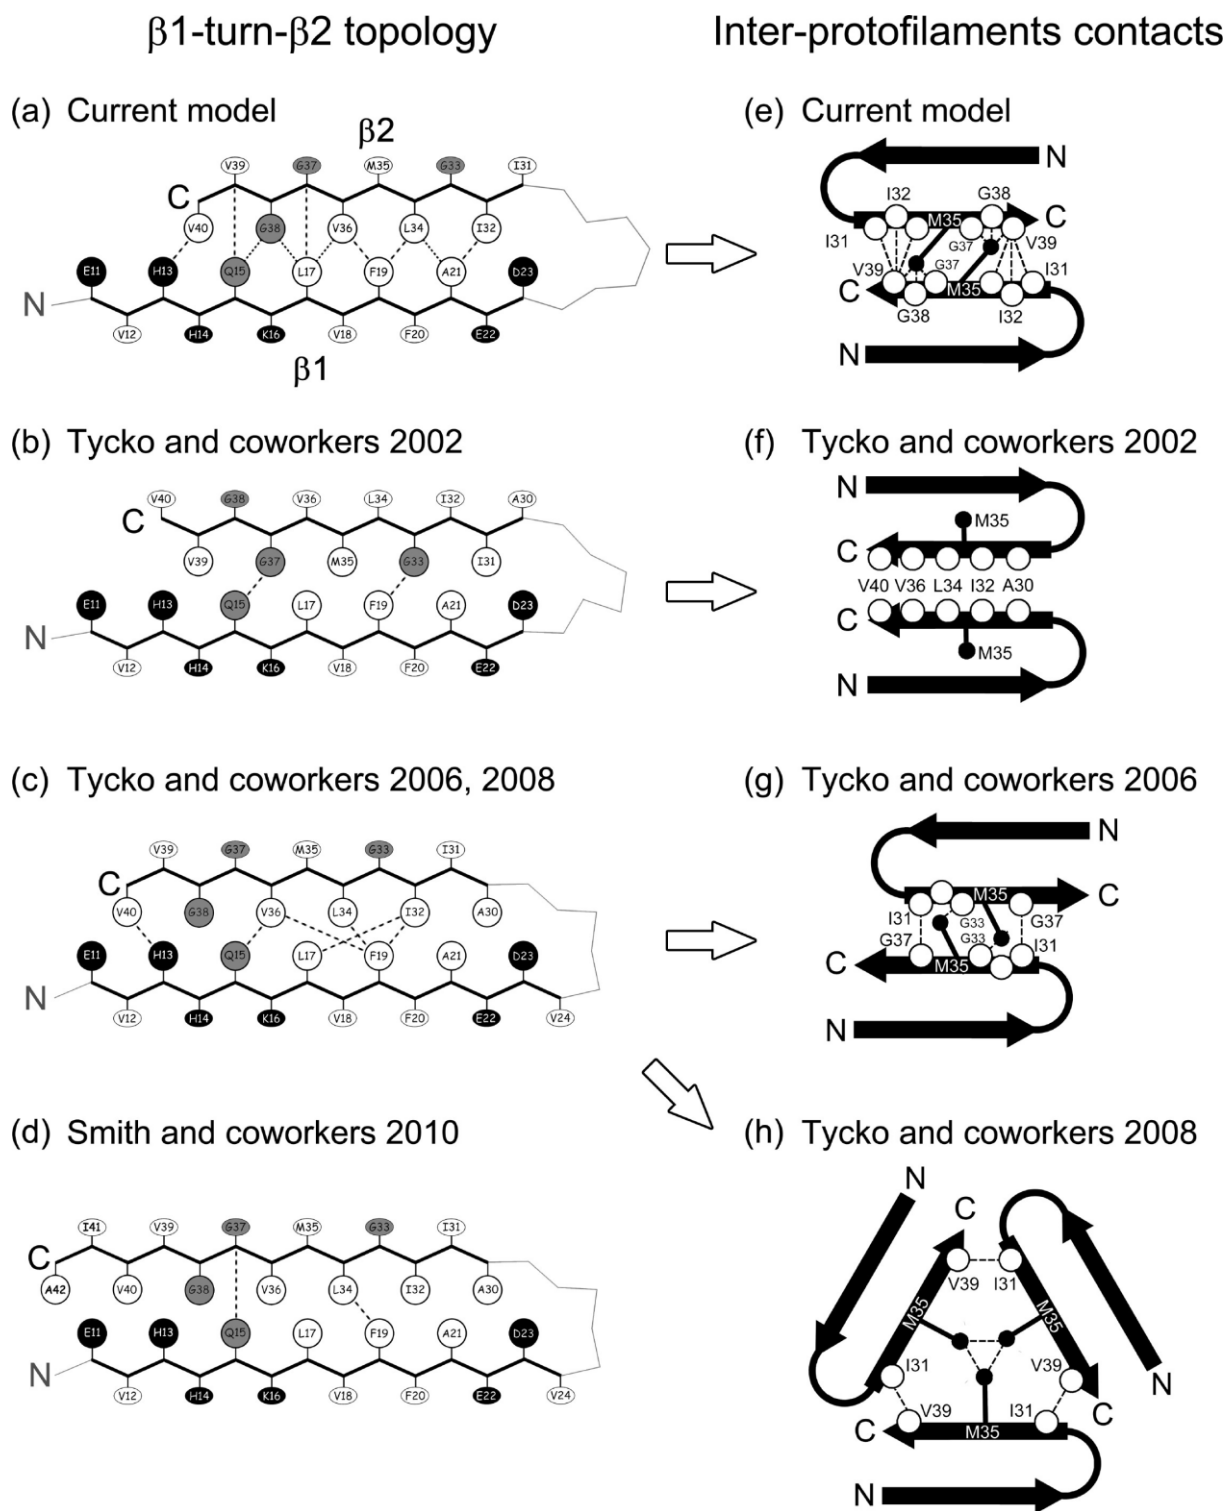 β1-turn-β2 topology
Inter-protofilaments contacts
(a) Current model
β2
V39 G37 M35 G33 I31
C
V40 G38 V36 L34 I32
E11 H13 Q15 L17 F19 A21 D23
N
V12 H14 K16 V18 F20 E22
β1
(e) Current model
N
I32 G38
M35 C
I31 G37 V39
V39 G37 I31
C M35
G38 I32
N
(b) Tycko and coworkers 2002
V40 G38 V36 L34 I32 A30
C
V39 G37 M35 G33 I31
E11 H13 Q15 L17 F19 A21 D23
N
V12 H14 K16 V18 F20 E22
(f) Tycko and coworkers 2002
N
M35
C
V40 V36 L34 I32 A30
C
M35
N
(c) Tycko and coworkers 2006, 2008
V39 G37 M35 G33 I31
C
V40 G38 V36 L34 I32 A30
E11 H13 Q15 L17 F19 A21 D23
N
V12 H14 K16 V18 F20 E22 V24
(g) Tycko and coworkers 2006
N
M35 C
I31 G33 G37
G37 G33 I31
C M35
N
(d) Smith and coworkers 2010
I41 V39 G37 M35 G33 I31
C
A42 V40 G38 V36 L34 I32 A30
E11 H13 Q15 L17 F19 A21 D23
N
V12 H14 K16 V18 F20 E22 V24
(h) Tycko and coworkers 2008
N
C C
V39 I31
M35 M35
I31 V39
N
V39 I31 C
C M35
N